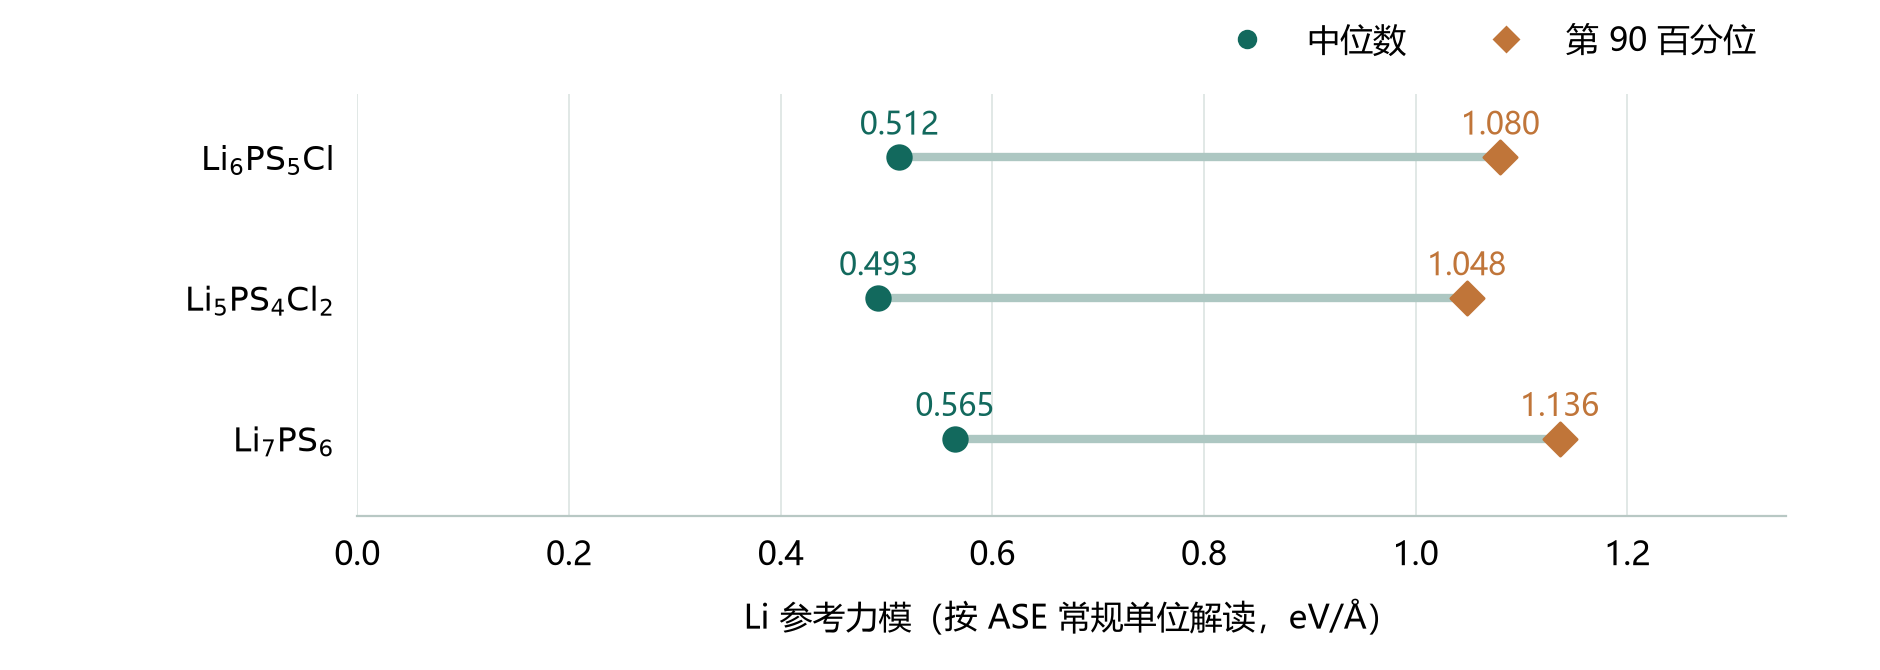 中位数 第 90 百分位
Li₆PS₅Cl 0.512 1.080
Li₅PS₄Cl₂ 0.493 1.048
Li₇PS₆ 0.565 1.136
0.0 0.2 0.4 0.6 0.8 1.0 1.2
Li 参考力模（按 ASE 常规单位解读，eV/Å）